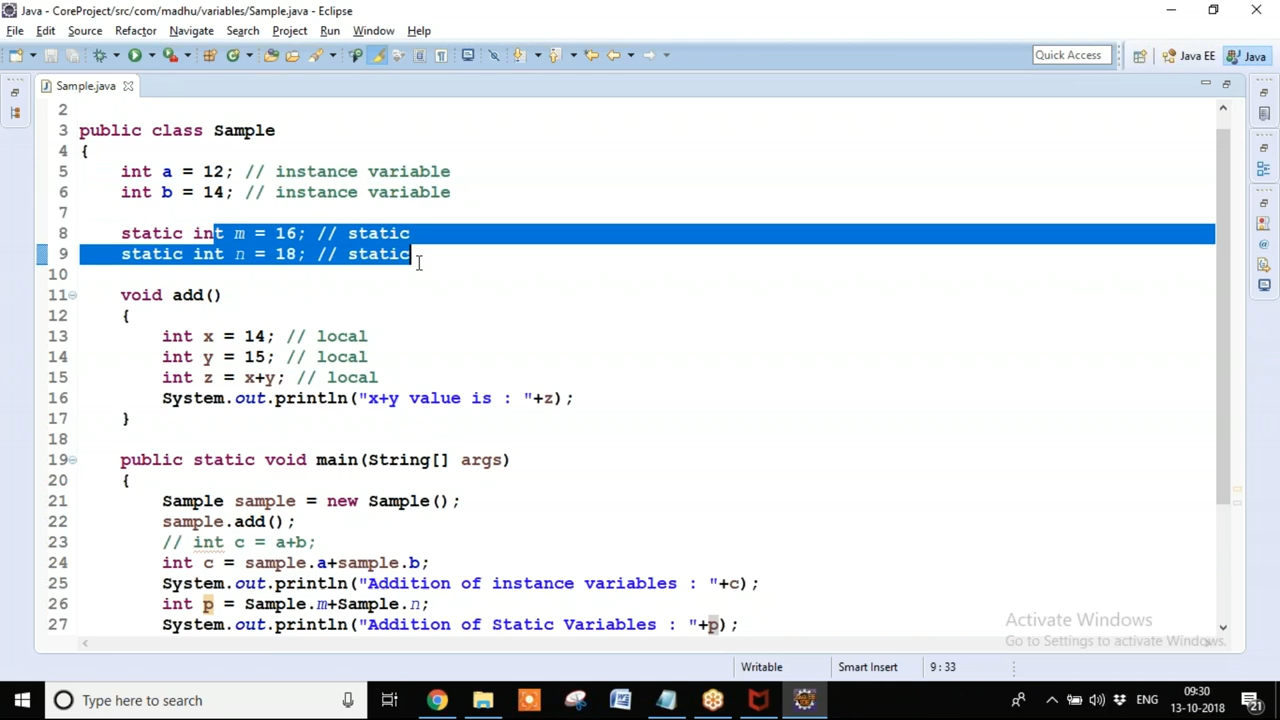 Java - CoreProject/src/com/madhu/variables/Sample.java - Eclipse
File Edit Source Refactor Navigate Search Project Run Window Help
Quick Access Java EE Java
Sample.java
2
3 public class Sample
4 {
5 int a = 12; // instance variable
6 int b = 14; // instance variable
7
8 static int m = 16; // static
9 static int n = 18; // static
10
11 void add()
12 {
13 int x = 14; // local
14 int y = 15; // local
15 int z = x+y; // local
16 System.out.println("x+y value is : "+z);
17 }
18
19 public static void main(String[] args)
20 {
21 Sample sample = new Sample();
22 sample.add();
23 // int c = a+b;
24 int c = sample.a+sample.b;
25 System.out.println("Addition of instance variables : "+c);
26 int p = Sample.m+Sample.n;
27 System.out.println("Addition of Static Variables : "+p);
Activate Windows
Go to Settings to activate Windows.
Writable Smart Insert 9 : 33
Type here to search ENG 09:30
13-10-2018 21